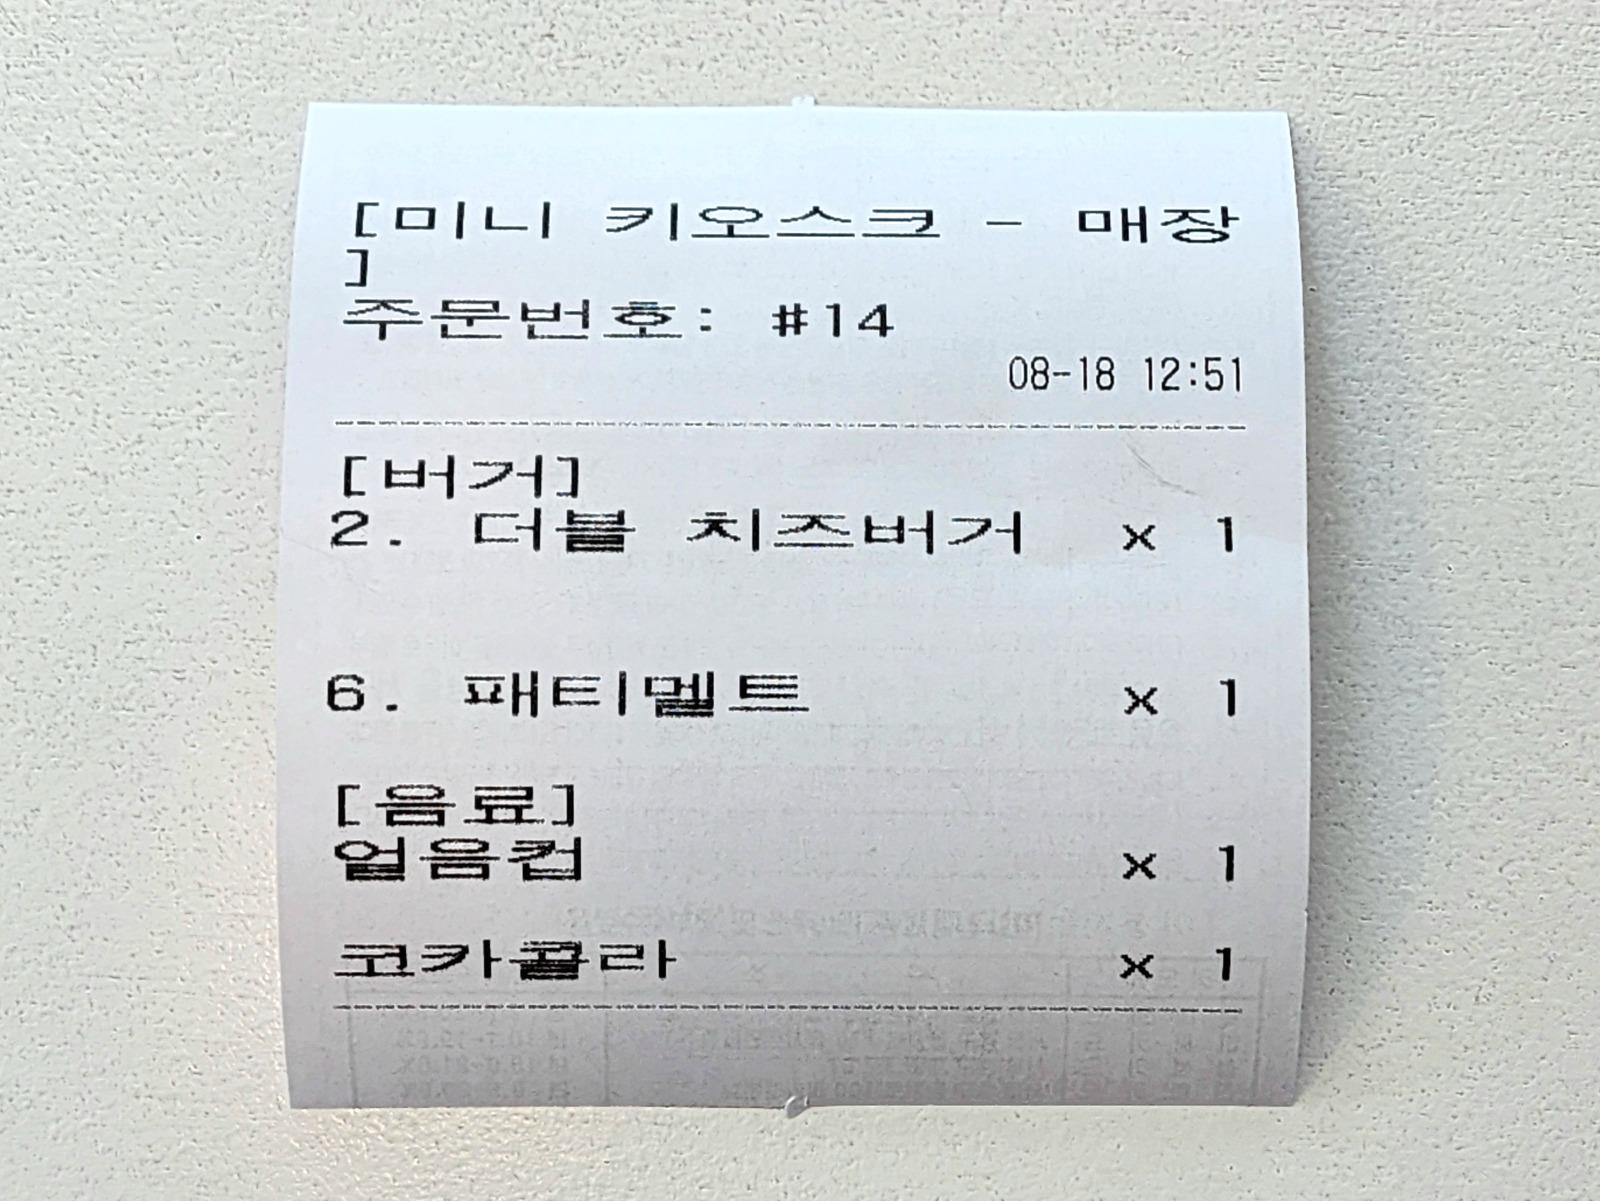 [미니 키오스크 - 매장
]
주문번호: #14
08-18 12:51
[버거]
2. 더블 치즈버거 x 1
6. 패티멜트 x 1
[음료]
얼음컵 x 1
코카콜라 x 1